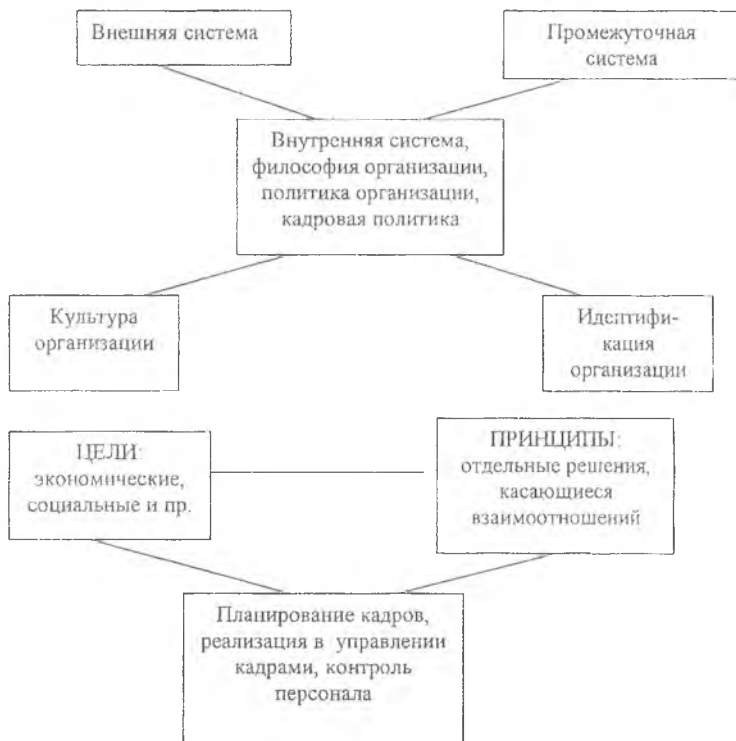 Внешняя система
Промежуточная
система
Внутренняя система,
философия организации,
политика организации,
кадровая политика
Культура
организации
Идентифи-
кация
организации
ЦЕЛИ:
экономические,
социальные и пр.
ПРИНЦИПЫ:
отдельные решения,
касающиеся
взаимоотношений
Планирование кадров,
реализация в управлении
кадрами, контроль
персонала